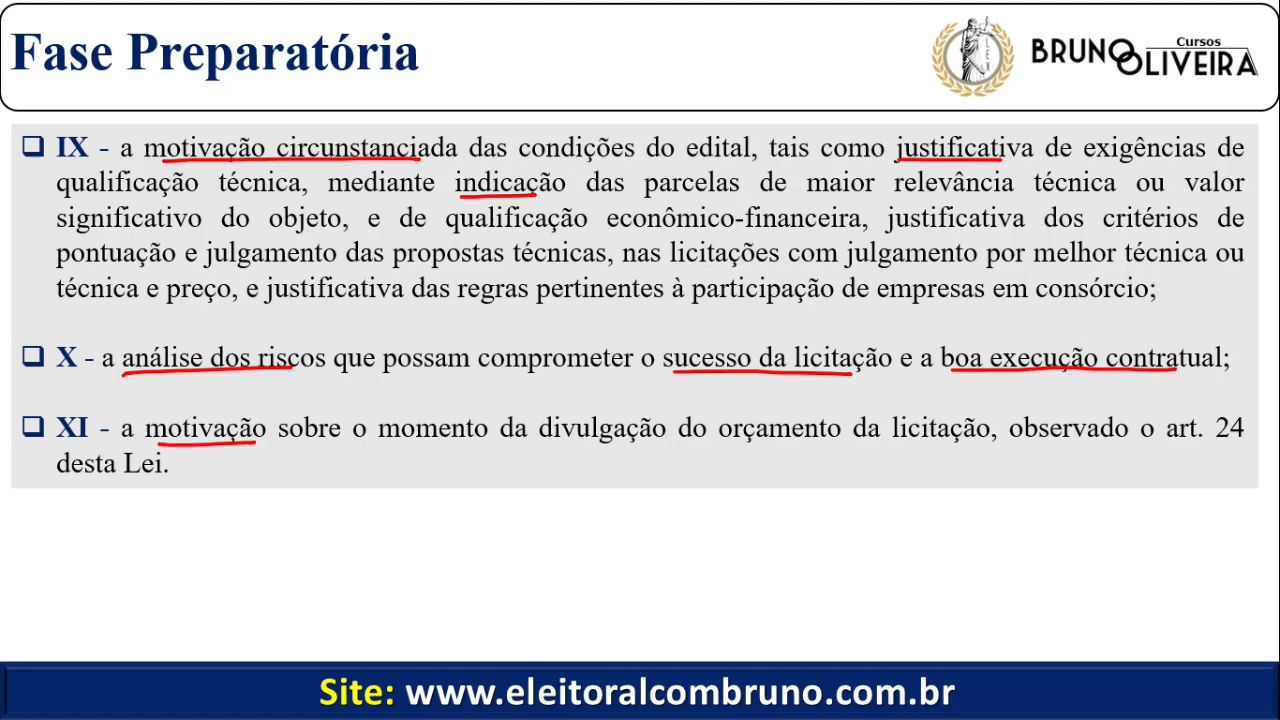 Fase Preparatória
Cursos
BRUNO
OLIVEIRA
LEX
IX - a motivação circunstanciada das condições do edital, tais como justificativa de exigências de
qualificação técnica, mediante indicação das parcelas de maior relevância técnica ou valor
significativo do objeto, e de qualificação econômico-financeira, justificativa dos critérios de
pontuação e julgamento das propostas técnicas, nas licitações com julgamento por melhor técnica ou
técnica e preço, e justificativa das regras pertinentes à participação de empresas em consórcio;
X - a análise dos riscos que possam comprometer o sucesso da licitação e a boa execução contratual;
XI - a motivação sobre o momento da divulgação do orçamento da licitação, observado o art. 24
desta Lei.
Site: www.eleitoralcombruno.com.br